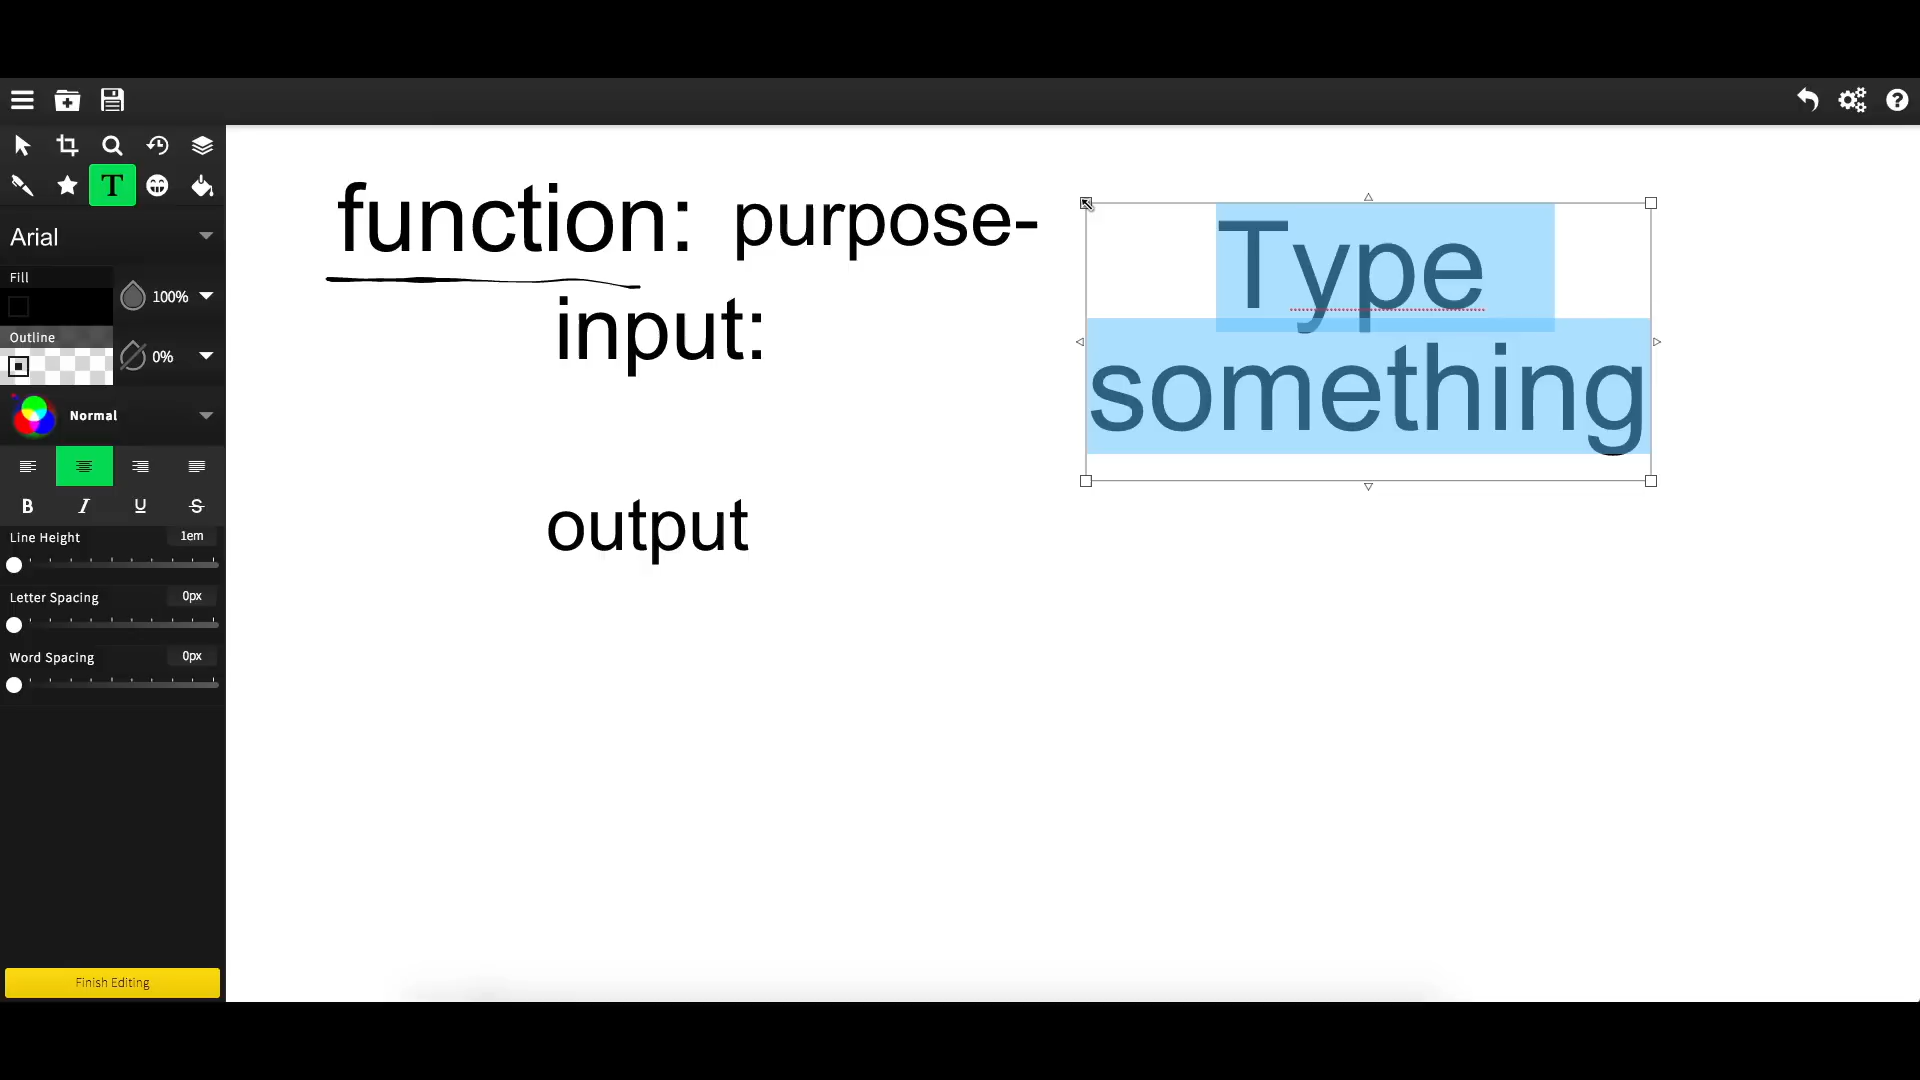 Arial
Fill
100%
Outline
0%
Normal
B I U S
Line Height 1em
Letter Spacing 0px
Word Spacing 0px
Finish Editing
function: purpose-
input:
output
Type
something